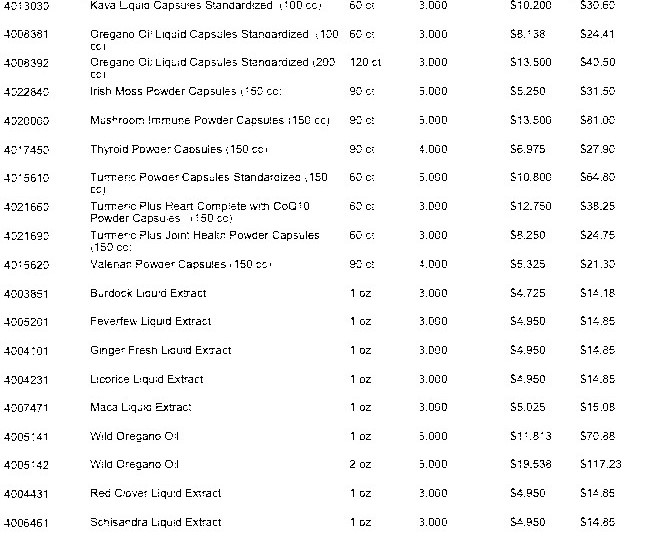 4013030 Kava Liquid Capsules Standardized (100 cc) 60 ct 3.000 $10.200 $30.60
4008381 Oregano Oil Liquid Capsules Standardized (100 60 ct 3.000 $8.138 $24.41
cc)
4008392 Oregano Oil Liquid Capsules Standardized (200 120 ct 3.000 $13.500 $40.50
cc)
4022840 Irish Moss Powder Capsules (150 cc) 90 ct 6.000 $5.250 $31.50
4020060 Mushroom Immune Powder Capsules (150 cc) 90 ct 6.000 $13.500 $81.00
4017450 Thyroid Powder Capsules (150 cc) 90 ct 4.000 $6.975 $27.90
4015610 Turmeric Powder Capsules Standardized (150 60 ct 6.000 $10.800 $64.80
cc)
4021660 Turmeric Plus Heart Complete with CoQ10 60 ct 3.000 $12.750 $38.25
Powder Capsules (150 cc)
4021690 Turmeric Plus Joint Health Powder Capsules 60 ct 3.000 $8.250 $24.75
(150 cc)
4015620 Valerian Powder Capsules (150 cc) 90 ct 4.000 $5.325 $21.30
4003851 Burdock Liquid Extract 1 oz 3.000 $4.725 $14.18
4005201 Feverfew Liquid Extract 1 oz 3.000 $4.950 $14.85
4004101 Ginger Fresh Liquid Extract 1 oz 3.000 $4.950 $14.85
4004231 Licorice Liquid Extract 1 oz 3.000 $4.950 $14.85
4007471 Maca Liquid Extract 1 oz 3.000 $5.025 $15.08
4005141 Wild Oregano Oil 1 oz 6.000 $11.813 $70.88
4005142 Wild Oregano Oil 2 oz 6.000 $19.538 $117.23
4004431 Red Clover Liquid Extract 1 oz 3.000 $4.950 $14.85
4006461 Schisandra Liquid Extract 1 oz 3.000 $4.950 $14.85